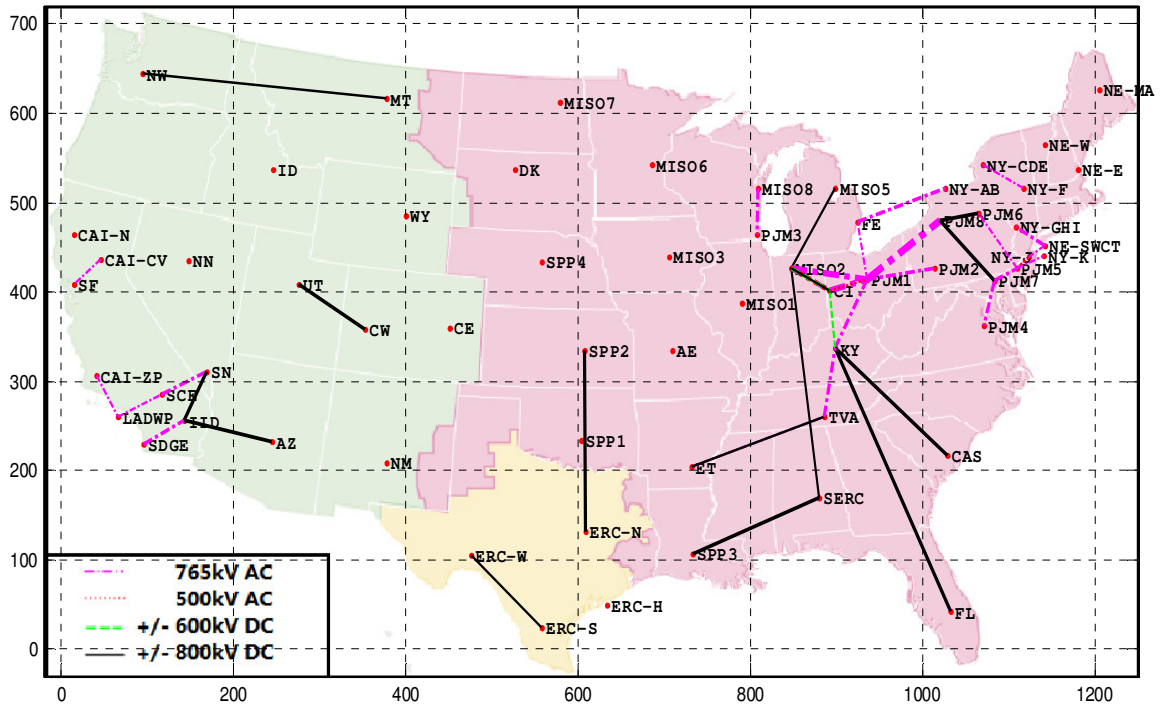 700
NW
MT
NE-MA
600
MISO7
NE-W
ID
DK
MISO6
NY-CDE
NE-E
500
MISO8
MISO5
NY-AB
NY-F
WY
FE
PJM8
PJM6
NY-GHI
CAI-N
PJM3
NE-SWCT
CAI-CV
NN
SPP4
MISO3
MISO2
PJM2
NY-K
PJM5
400
SF
UT
CI
PJM1
PJM7
MISO1
CW
CE
PJM4
SPP2
AE
KY
300
CAI-ZP
SN
SCE
LADWP
IID
TVA
SDGE
AZ
SPP1
200
NM
ET
CAS
SERC
ERC-N
100
ERC-W
SPP3
765kV AC
500kV AC
ERC-H
FL
+/- 600kV DC
ERC-S
0
+/- 800kV DC
0 200 400 600 800 1000 1200